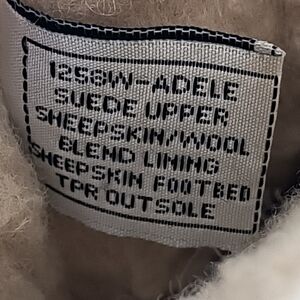 1258W-ADELE
SUEDE UPPER
SHEEPSKIN/WOOL
BLEND LINING
SHEEPSKIN FOOTBED
TPR OUTSOLE